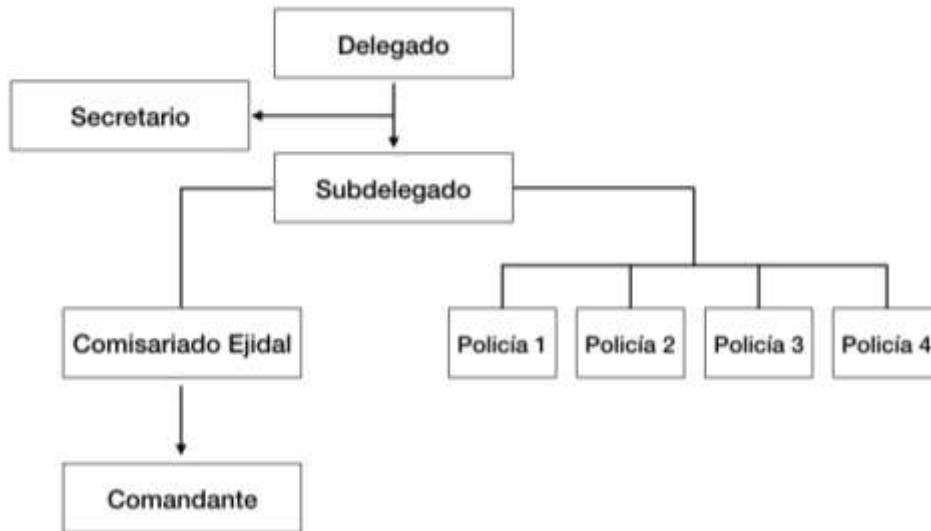 Delegado
Secretario
Subdelegado
Comisariado Ejidal
Policía 1
Policía 2
Policía 3
Policía 4
Comandante